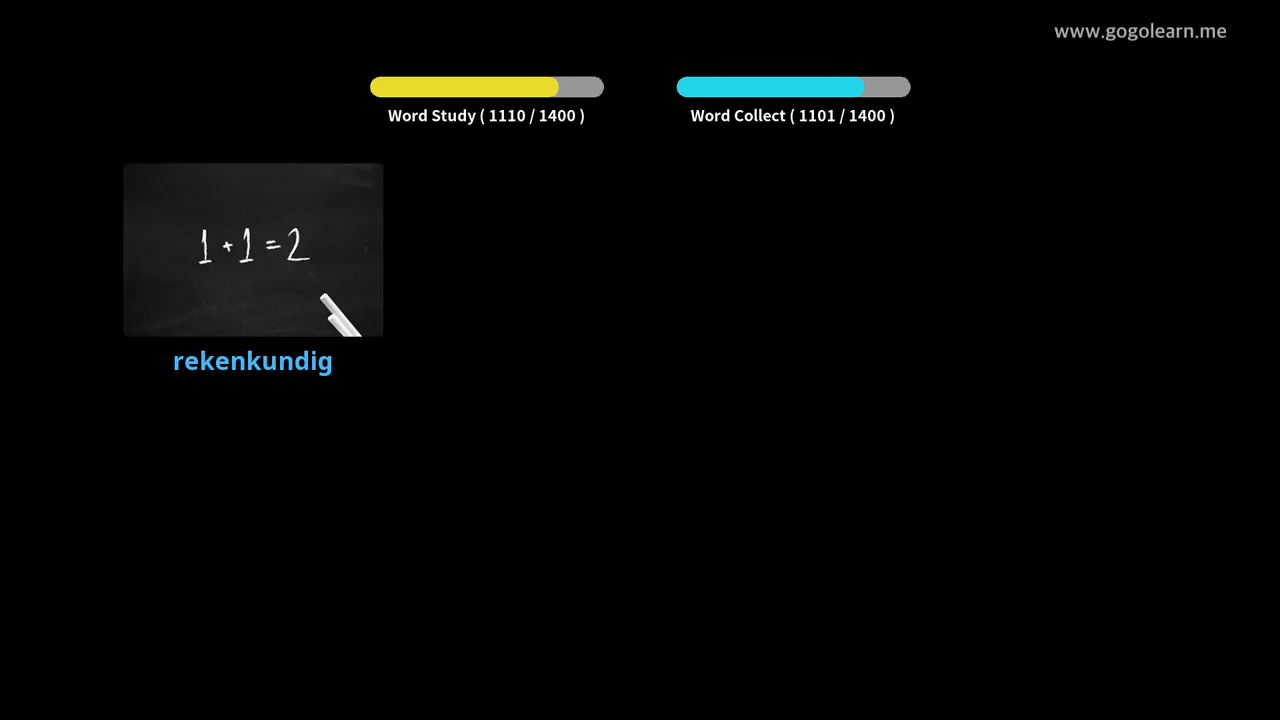 www.gogolearn.me
Word Study ( 1110 / 1400 )
Word Collect ( 1101 / 1400 )
1 + 1 = 2
rekenkundig